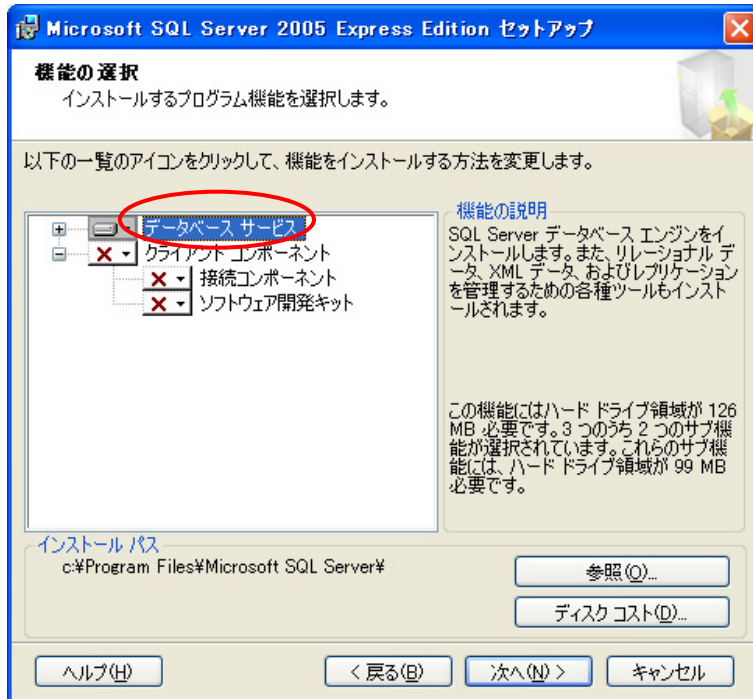 Microsoft SQL Server 2005 Express Edition セットアップ
機能の選択
インストールするプログラム機能を選択します。
以下の一覧のアイコンをクリックして、機能をインストールする方法を変更します。
データベース サービス
クライアント コンポーネント
接続コンポーネント
ソフトウェア開発キット
機能の説明
SQL Server データベース エンジンをイ
ンストールします。また、リレーショナル デ
ータ、XML データ、およびレプリケーション
を管理するための各種ツールもインスト
ールされます。
この機能にはハード ドライブ領域が 126
MB 必要です。3 つのうち 2 つのサブ機
能が選択されています。これらのサブ機
能には、ハード ドライブ領域が 99 MB
必要です。
インストール パス
c:¥Program Files¥Microsoft SQL Server¥
参照(O)...
ディスク コスト(D)...
ヘルプ(H)
< 戻る(B)
次へ(N) >
キャンセル